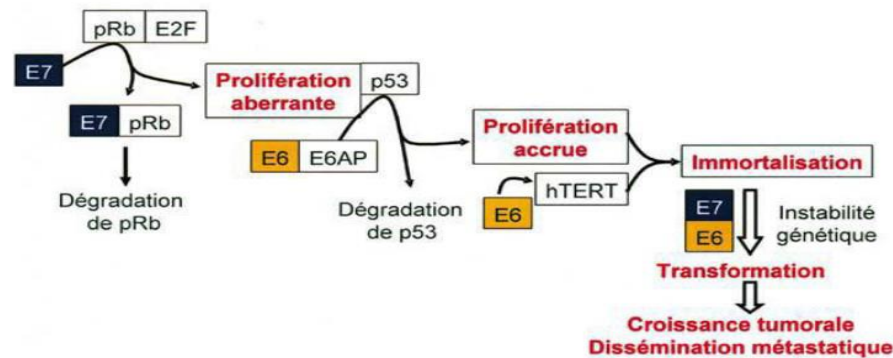 pRb E2F
E7
E7 pRb
Dégradation
de pRb
Prolifération
aberrante
p53
E6 E6AP
Dégradation
de p53
Prolifération
accrue
E6
hTERT
Immortalisation
E7
E6
Instabilité
génétique
Transformation
Croissance tumorale
Dissémination métastatique